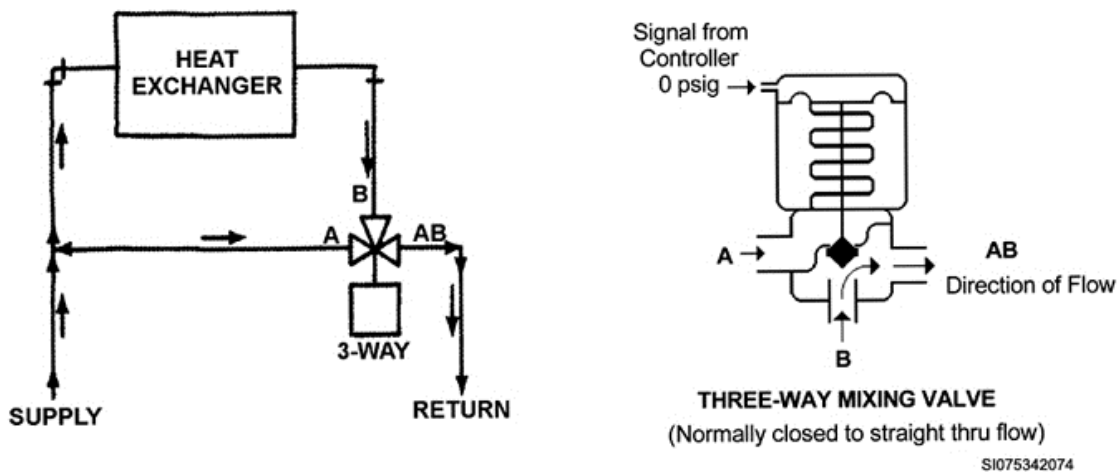 HEAT
EXCHANGER
B
A
AB
3-WAY
SUPPLY
RETURN
Signal from
Controller
0 psig
A
AB
Direction of Flow
B
THREE-WAY MIXING VALVE
(Normally closed to straight thru flow)
SI075342074